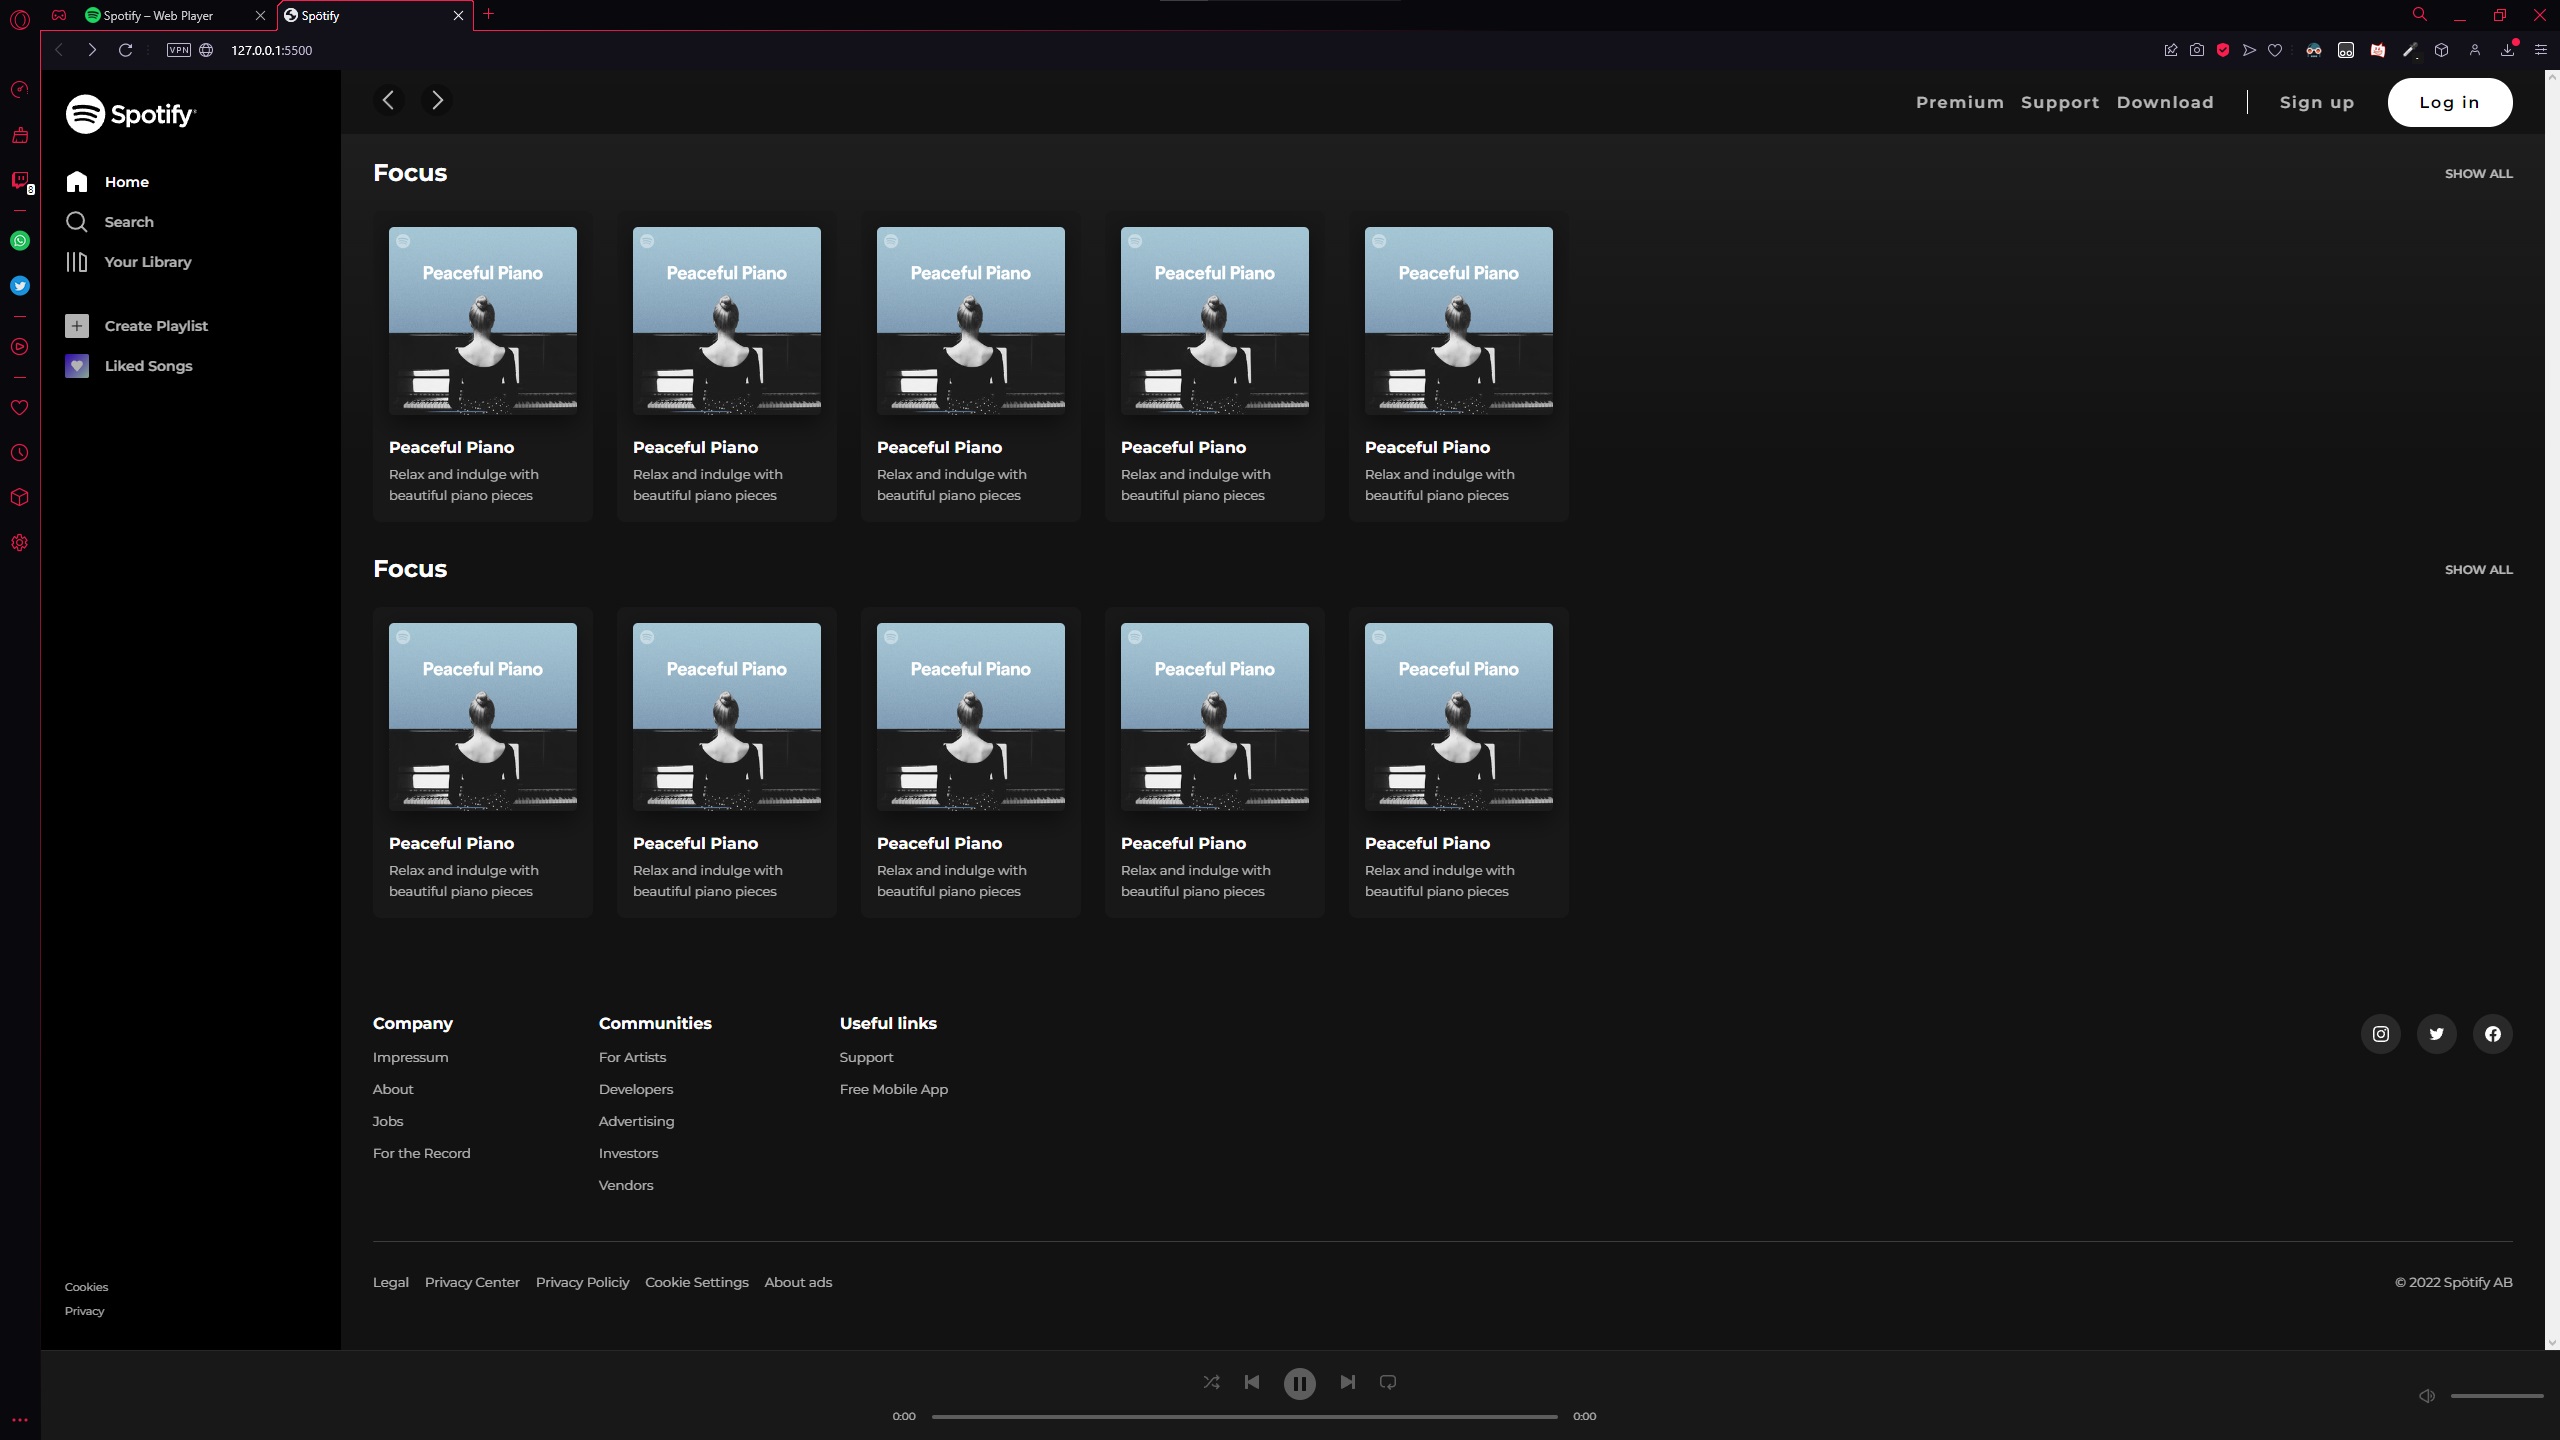 Spotify – Web Player
Spötify
VPN
127.0.0.1:5500
8
Spotify
Premium Support Download Sign up Log in
Home
Search
Your Library
Create Playlist
Liked Songs
Focus SHOW ALL
Peaceful Piano Peaceful Piano Peaceful Piano Peaceful Piano Peaceful Piano
Peaceful Piano Peaceful Piano Peaceful Piano Peaceful Piano Peaceful Piano
Relax and indulge with Relax and indulge with Relax and indulge with Relax and indulge with Relax and indulge with
beautiful piano pieces beautiful piano pieces beautiful piano pieces beautiful piano pieces beautiful piano pieces
Focus SHOW ALL
Peaceful Piano Peaceful Piano Peaceful Piano Peaceful Piano Peaceful Piano
Peaceful Piano Peaceful Piano Peaceful Piano Peaceful Piano Peaceful Piano
Relax and indulge with Relax and indulge with Relax and indulge with Relax and indulge with Relax and indulge with
beautiful piano pieces beautiful piano pieces beautiful piano pieces beautiful piano pieces beautiful piano pieces
Company Communities Useful links
Impressum For Artists Support
About Developers Free Mobile App
Jobs Advertising
For the Record Investors
Vendors
Legal Privacy Center Privacy Policiy Cookie Settings About ads © 2022 Spötify AB
Cookies
Privacy
0:00 0:00